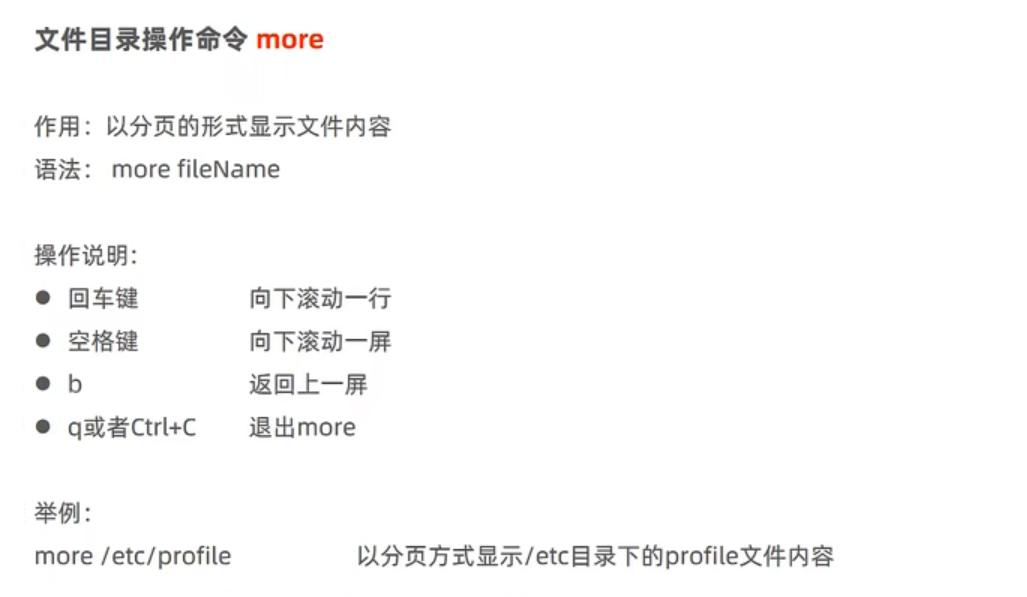 文件目录操作命令 more
作用：以分页的形式显示文件内容
语法： more fileName
操作说明：
● 回车键 向下滚动一行
● 空格键 向下滚动一屏
● b 返回上一屏
● q或者Ctrl+C 退出more
举例：
more /etc/profile 以分页方式显示/etc目录下的profile文件内容